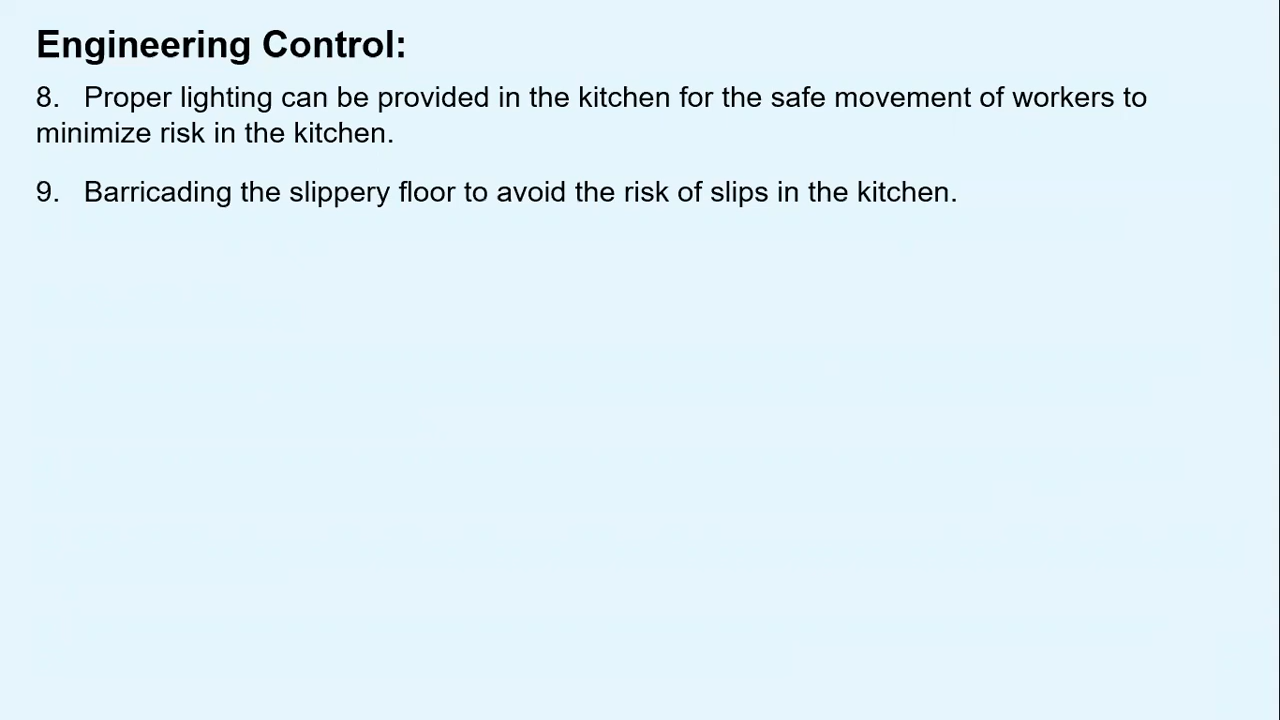 Engineering Control:
8. Proper lighting can be provided in the kitchen for the safe movement of workers to
minimize risk in the kitchen.
9. Barricading the slippery floor to avoid the risk of slips in the kitchen.